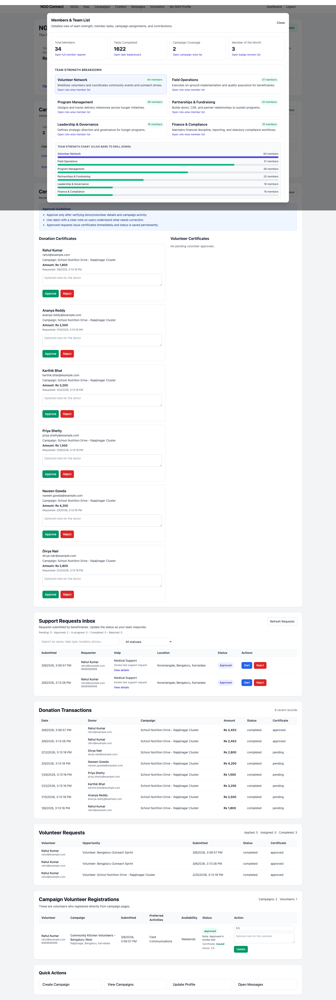 NGO Connect
NGOs
Map
Campaigns
Chatbot
Messages
Innovation
My NGO Profile
Dashboard
Logout
Members & Team List
Detailed view of team strength, member tasks, campaign assignments, and contributions.
Close
Total Members
34
Open full member register
Tasks Completed
1622
Open task leaderboard
Campaign Coverage
2
Open campaign-wise list
Member of the Month
3
Open badge winners list
TEAM STRENGTH BREAKDOWN
Volunteer Network
64 members
Mobilizes volunteers and coordinates community events and outreach drives.
Open role-wise member list
Field Operations
51 members
Executes on-ground implementation and quality assurance for beneficiaries.
Open role-wise member list
Program Management
38 members
Designs and tracks delivery milestones across hunger initiatives.
Open role-wise member list
Partnerships & Fundraising
25 members
Builds donor, CSR, and partner relationships to sustain programs.
Open role-wise member list
Leadership & Governance
16 members
Defines strategic direction and governance for hunger programs.
Open role-wise member list
Finance & Compliance
16 members
Maintains financial discipline, reporting, and statutory compliance workflows.
Open role-wise member list
TEAM STRENGTH CHART (CLICK BARS TO DRILL DOWN)
Volunteer Network 64 members
Field Operations 51 members
Program Management 38 members
Partnerships & Fundraising 25 members
Leadership & Governance 16 members
Finance & Compliance 16 members
Approval Guidelines
• Approve only after verifying donor/volunteer details and campaign activity.
• Use reject with a clear note so users understand what needs correction.
• Approved requests issue certificates immediately and status is saved permanently.
Donation Certificates
Rahul Kumar
rahul@example.com
Campaign: School Nutrition Drive - Rajajinagar Cluster
Amount: Rs 1,800
Requested: 1/8/2026, 3:13:18 PM
Optional note for the donor
Approve Reject
Ananya Reddy
ananya.reddy@example.com
Campaign: School Nutrition Drive - Rajajinagar Cluster
Amount: Rs 2,500
Requested: 1/15/2026, 3:13:18 PM
Optional note for the donor
Approve Reject
Karthik Bhat
karthik.bhat@example.com
Campaign: School Nutrition Drive - Rajajinagar Cluster
Amount: Rs 3,200
Requested: 1/22/2026, 3:13:18 PM
Optional note for the donor
Approve Reject
Priya Shetty
priya.shetty@example.com
Campaign: School Nutrition Drive - Rajajinagar Cluster
Amount: Rs 1,500
Requested: 1/29/2026, 3:13:18 PM
Optional note for the donor
Approve Reject
Naveen Gowda
naveen.gowda@example.com
Campaign: School Nutrition Drive - Rajajinagar Cluster
Amount: Rs 4,200
Requested: 2/5/2026, 3:13:18 PM
Optional note for the donor
Approve Reject
Divya Nair
divya.nair@example.com
Campaign: School Nutrition Drive - Rajajinagar Cluster
Amount: Rs 2,800
Requested: 2/12/2026, 3:13:18 PM
Optional note for the donor
Approve Reject
Volunteer Certificates
No pending volunteer approvals.
Support Requests Inbox
Refresh Requests
Requests submitted by beneficiaries. Update the status as your team responds.
Pending: 0 • Approved: 2 • In progress: 0 • Completed: 0 • Rejected: 0
Search by name, help type, location, phone...
All statuses
Submitted Requester Help Location Status Actions
3/9/2026, 3:56:57 PM
Rahul Kumar
rahul@example.com
9999999999
Medical Support
Smoke test support request
View details
Koramangala, Bengaluru, Karnataka
Approved
Start Reject
3/9/2026, 3:13:26 PM
Rahul Kumar
rahul@example.com
9999999999
Medical Support
Smoke test support request
View details
Koramangala, Bengaluru, Karnataka
Approved
Start Reject
Donation Transactions
8 recent records
Date Donor Campaign Amount Status Certificate
3/9/2026, 3:56:57 PM
Rahul Kumar
rahul@example.com
School Nutrition Drive - Rajajinagar Cluster
Rs 2,453 completed approved
3/9/2026, 3:13:26 PM
Rahul Kumar
rahul@example.com
School Nutrition Drive - Rajajinagar Cluster
Rs 2,453 completed approved
2/12/2026, 3:13:18 PM
Divya Nair
divya.nair@example.com
School Nutrition Drive - Rajajinagar Cluster
Rs 2,800 completed pending
2/5/2026, 3:13:18 PM
Naveen Gowda
naveen.gowda@example.com
School Nutrition Drive - Rajajinagar Cluster
Rs 4,200 completed pending
1/29/2026, 3:13:18 PM
Priya Shetty
priya.shetty@example.com
School Nutrition Drive - Rajajinagar Cluster
Rs 1,500 completed pending
1/22/2026, 3:13:18 PM
Karthik Bhat
karthik.bhat@example.com
School Nutrition Drive - Rajajinagar Cluster
Rs 3,200 completed pending
1/15/2026, 3:13:18 PM
Ananya Reddy
ananya.reddy@example.com
School Nutrition Drive - Rajajinagar Cluster
Rs 2,500 completed pending
1/8/2026, 3:13:18 PM
Rahul Kumar
rahul@example.com
School Nutrition Drive - Rajajinagar Cluster
Rs 1,800 completed pending
Volunteer Requests
Applied: 0 Assigned: 0 Completed: 3
Volunteer Opportunity Submitted Status Certificate
Rahul Kumar
rahul@example.com
Volunteer: Bengaluru Outreach Sprint
3/9/2026, 3:56:57 PM completed approved
Rahul Kumar
rahul@example.com
Volunteer: Bengaluru Outreach Sprint
3/9/2026, 3:13:26 PM completed approved
Rahul Kumar
rahul@example.com
Volunteer: School Nutrition Drive - Rajajinagar Cluster
2/25/2026, 3:13:18 PM completed approved
Campaign Volunteer Registrations
Campaigns: 2 Volunteers: 1
These are volunteers who registered directly from campaign pages.
Volunteer Campaign Submitted Preferred Activities Availability Status Action
Rahul Kumar
rahul@example.com
9999999999
Community Kitchen Volunteers -
Bengaluru West
Rajajinagar, Bengaluru, Karnataka
3/9/2026,
3:56:57 PM
Field
Communications
Weekends
approved
Note: Approved in
smoke test
Certificate: Issued
Hours: 3.5
3.5
Optional note for the volunteer
Update
Quick Actions
Create Campaign
View Campaigns
Update Profile
Open Messages